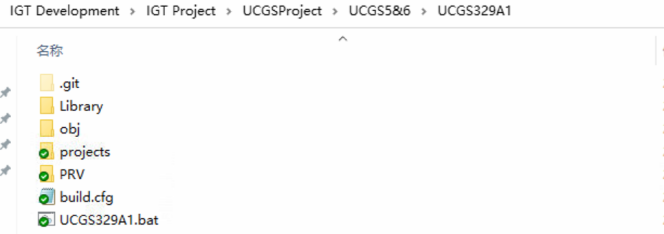 IGT Development > IGT Project > UCGSProject > UCGS5&6 > UCGS329A1
名称
.git
Library
obj
projects
PRV
build.cfg
UCGS329A1.bat